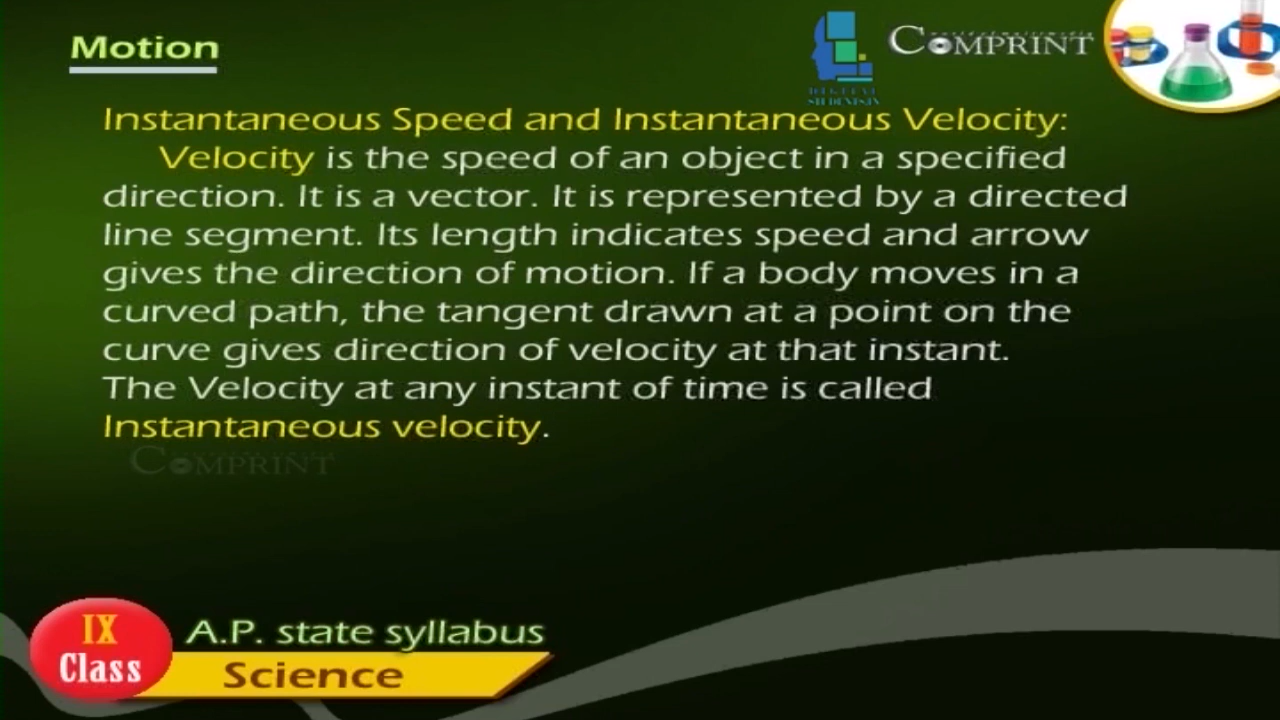 Motion
COMPRINT
Instantaneous Speed and Instantaneous Velocity:
Velocity is the speed of an object in a specified
direction. It is a vector. It is represented by a directed
line segment. Its length indicates speed and arrow
gives the direction of motion. If a body moves in a
curved path, the tangent drawn at a point on the
curve gives direction of velocity at that instant.
The Velocity at any instant of time is called
Instantaneous velocity.
COMPRINT
IX
Class
A.P. state syllabus
Science